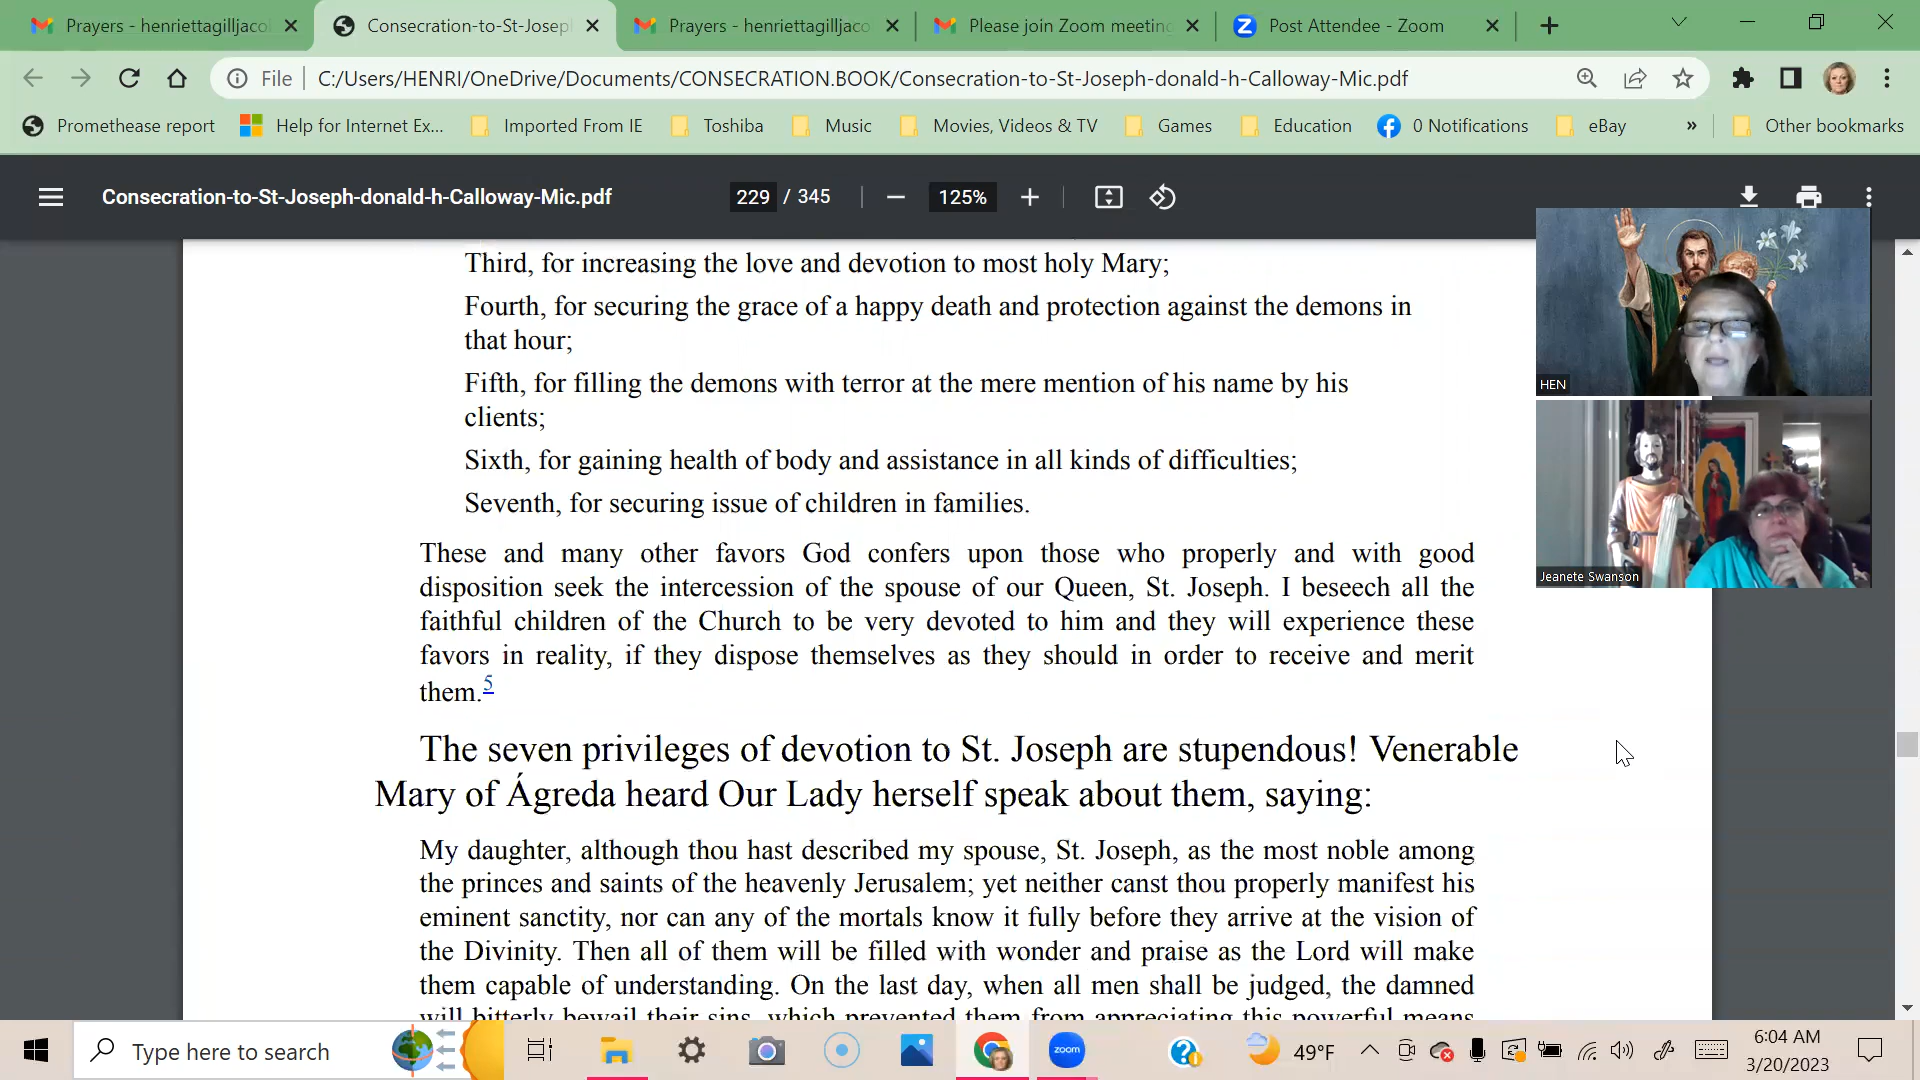 Prayers - henriettagilljaco
Consecration-to-St-Joseph
Prayers - henriettagilljaco
Please join Zoom meeting
Post Attendee - Zoom
File
C:/Users/HENRI/OneDrive/Documents/CONSECRATION.BOOK/Consecration-to-St-Joseph-donald-h-Calloway-Mic.pdf
Promethease report
Help for Internet Ex...
Imported From IE
Toshiba
Music
Movies, Videos & TV
Games
Education
0 Notifications
eBay
»
Other bookmarks
Consecration-to-St-Joseph-donald-h-Calloway-Mic.pdf
229 / 345
125%
Third, for increasing the love and devotion to most holy Mary;
Fourth, for securing the grace of a happy death and protection against the demons in
that hour;
Fifth, for filling the demons with terror at the mere mention of his name by his
clients;
Sixth, for gaining health of body and assistance in all kinds of difficulties;
Seventh, for securing issue of children in families.
These and many other favors God confers upon those who properly and with good
disposition seek the intercession of the spouse of our Queen, St. Joseph. I beseech all the
faithful children of the Church to be very devoted to him and they will experience these
favors in reality, if they dispose themselves as they should in order to receive and merit
them.5
The seven privileges of devotion to St. Joseph are stupendous! Venerable
Mary of Ágreda heard Our Lady herself speak about them, saying:
My daughter, although thou hast described my spouse, St. Joseph, as the most noble among
the princes and saints of the heavenly Jerusalem; yet neither canst thou properly manifest his
eminent sanctity, nor can any of the mortals know it fully before they arrive at the vision of
the Divinity. Then all of them will be filled with wonder and praise as the Lord will make
them capable of understanding. On the last day, when all men shall be judged, the damned
will bitterly bewail their sins, which prevented them from appreciating this powerful means
HEN
Jeanete Swanson
Type here to search
zoom
49°F
6:04 AM
3/20/2023